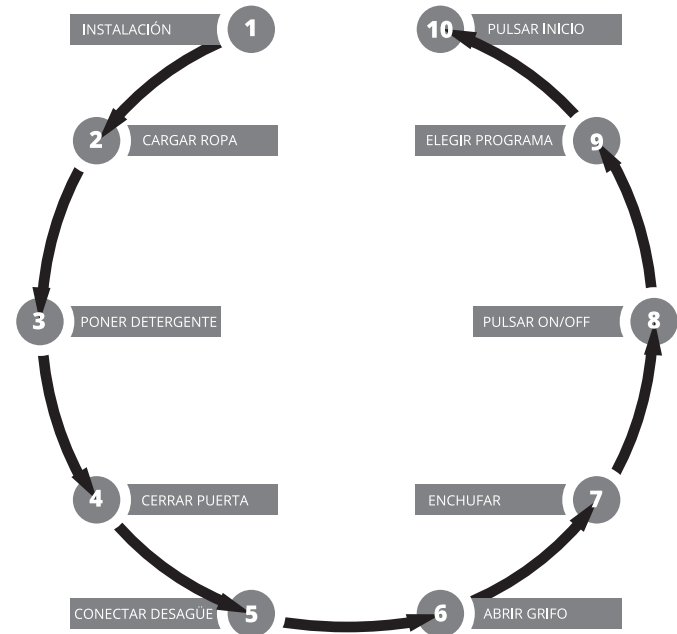 1
INSTALACIÓN
2
CARGAR ROPA
3
PONER DETERGENTE
4
CERRAR PUERTA
5
CONECTAR DESAGÜE
6
ABRIR GRIFO
7
ENCHUFAR
8
PULSAR ON/OFF
9
ELEGIR PROGRAMA
10
PULSAR INICIO